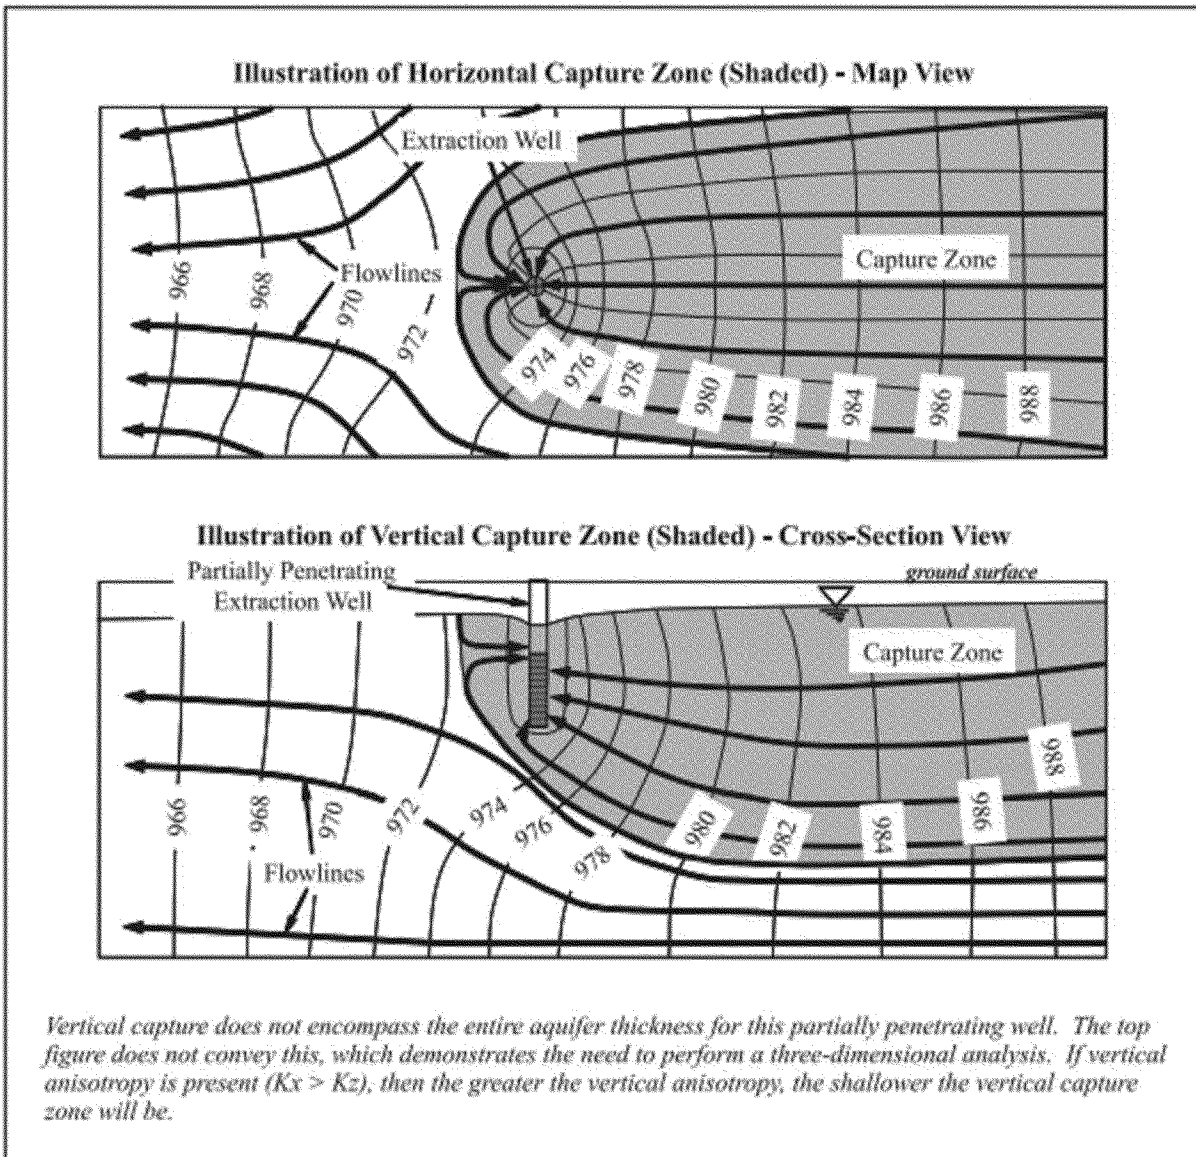 Illustration of Horizontal Capture Zone (Shaded) - Map View
Extraction Well
Capture Zone
Flowlines
966
968
970
972
974
976
978
980
982
984
986
988
Illustration of Vertical Capture Zone (Shaded) - Cross-Section View
Partially Penetrating
Extraction Well
ground surface
Capture Zone
966
968
970
972
974
976
978
980
982
984
986
988
Flowlines
Vertical capture does not encompass the entire aquifer thickness for this partially penetrating well.  The top
figure does not convey this, which demonstrates the need to perform a three-dimensional analysis.  If vertical
anisotropy is present (Kx > Kz), then the greater the vertical anisotropy, the shallower the vertical capture
zone will be.